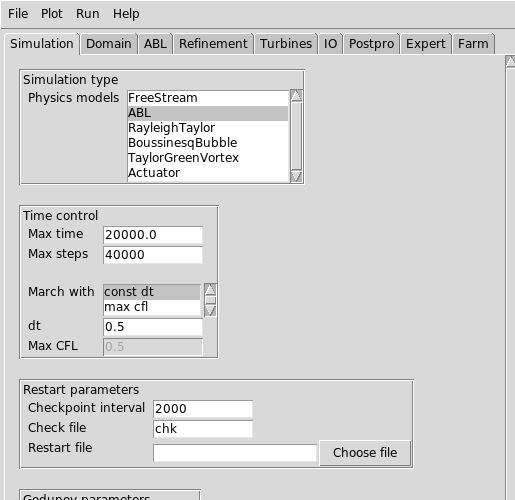 File Plot Run Help
Simulation Domain ABL Refinement Turbines IO Postpro Expert Farm
Simulation type
Physics models FreeStream
ABL
RayleighTaylor
BoussinesqBubble
TaylorGreenVortex
Actuator
Time control
Max time 20000.0
Max steps 40000
March with const dt
max cfl
dt 0.5
Max CFL 0.5
Restart parameters
Checkpoint interval 2000
Check file chk
Restart file Choose file
Godunov parameters